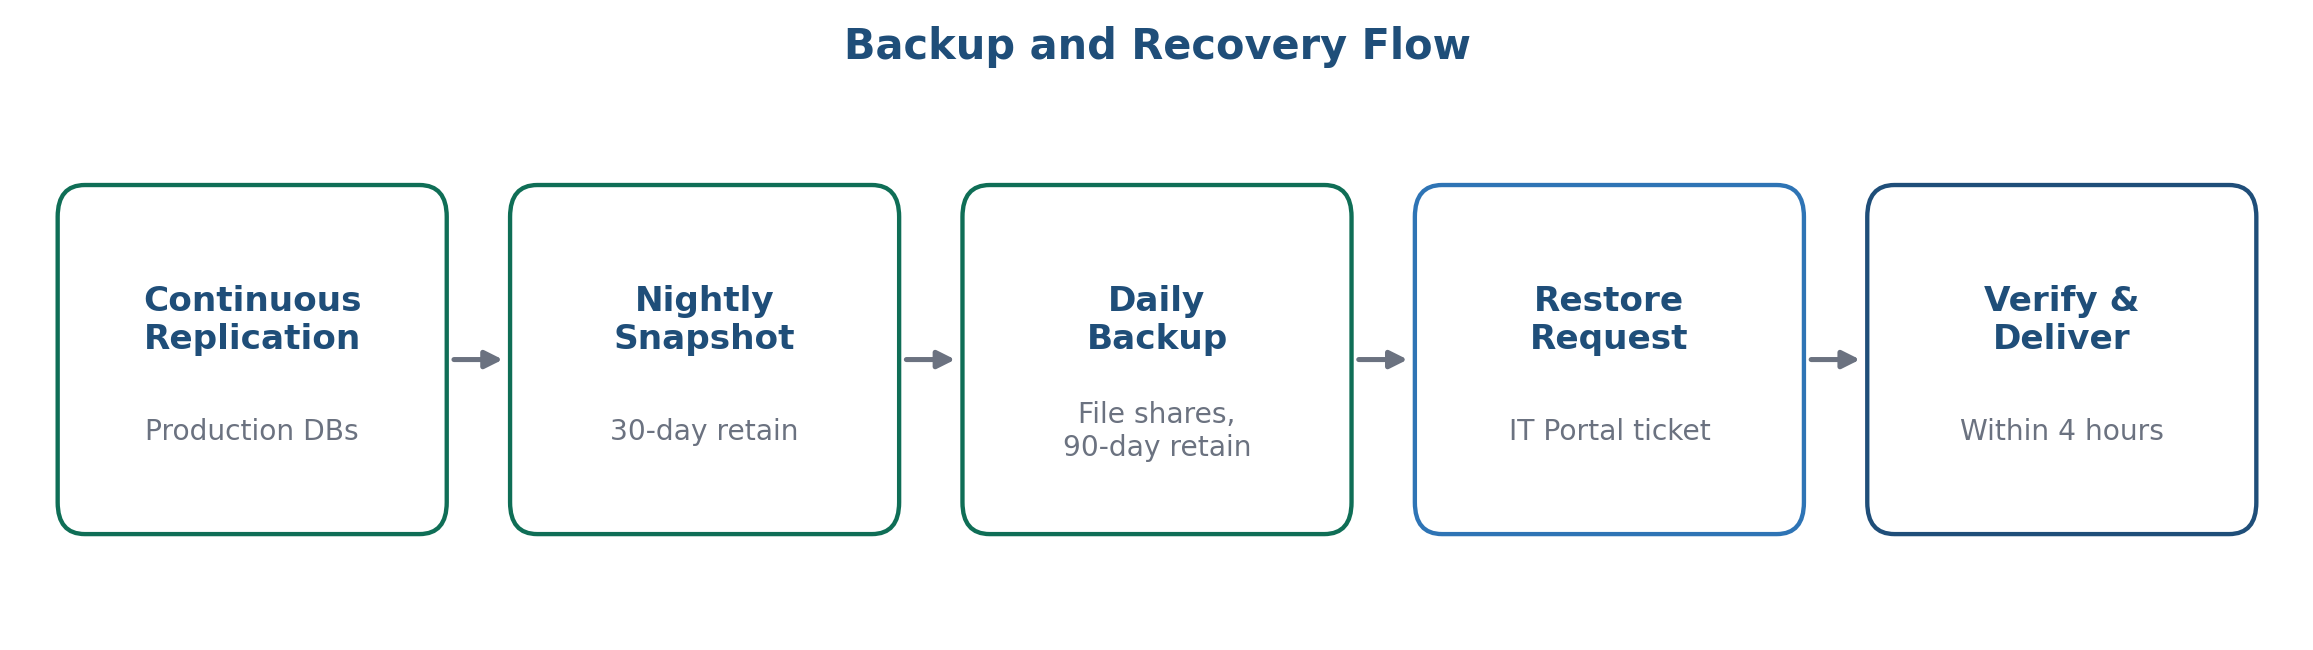 Backup and Recovery Flow
Continuous
Replication
Production DBs
Nightly
Snapshot
30-day retain
Daily
Backup
File shares,
90-day retain
Restore
Request
IT Portal ticket
Verify &
Deliver
Within 4 hours